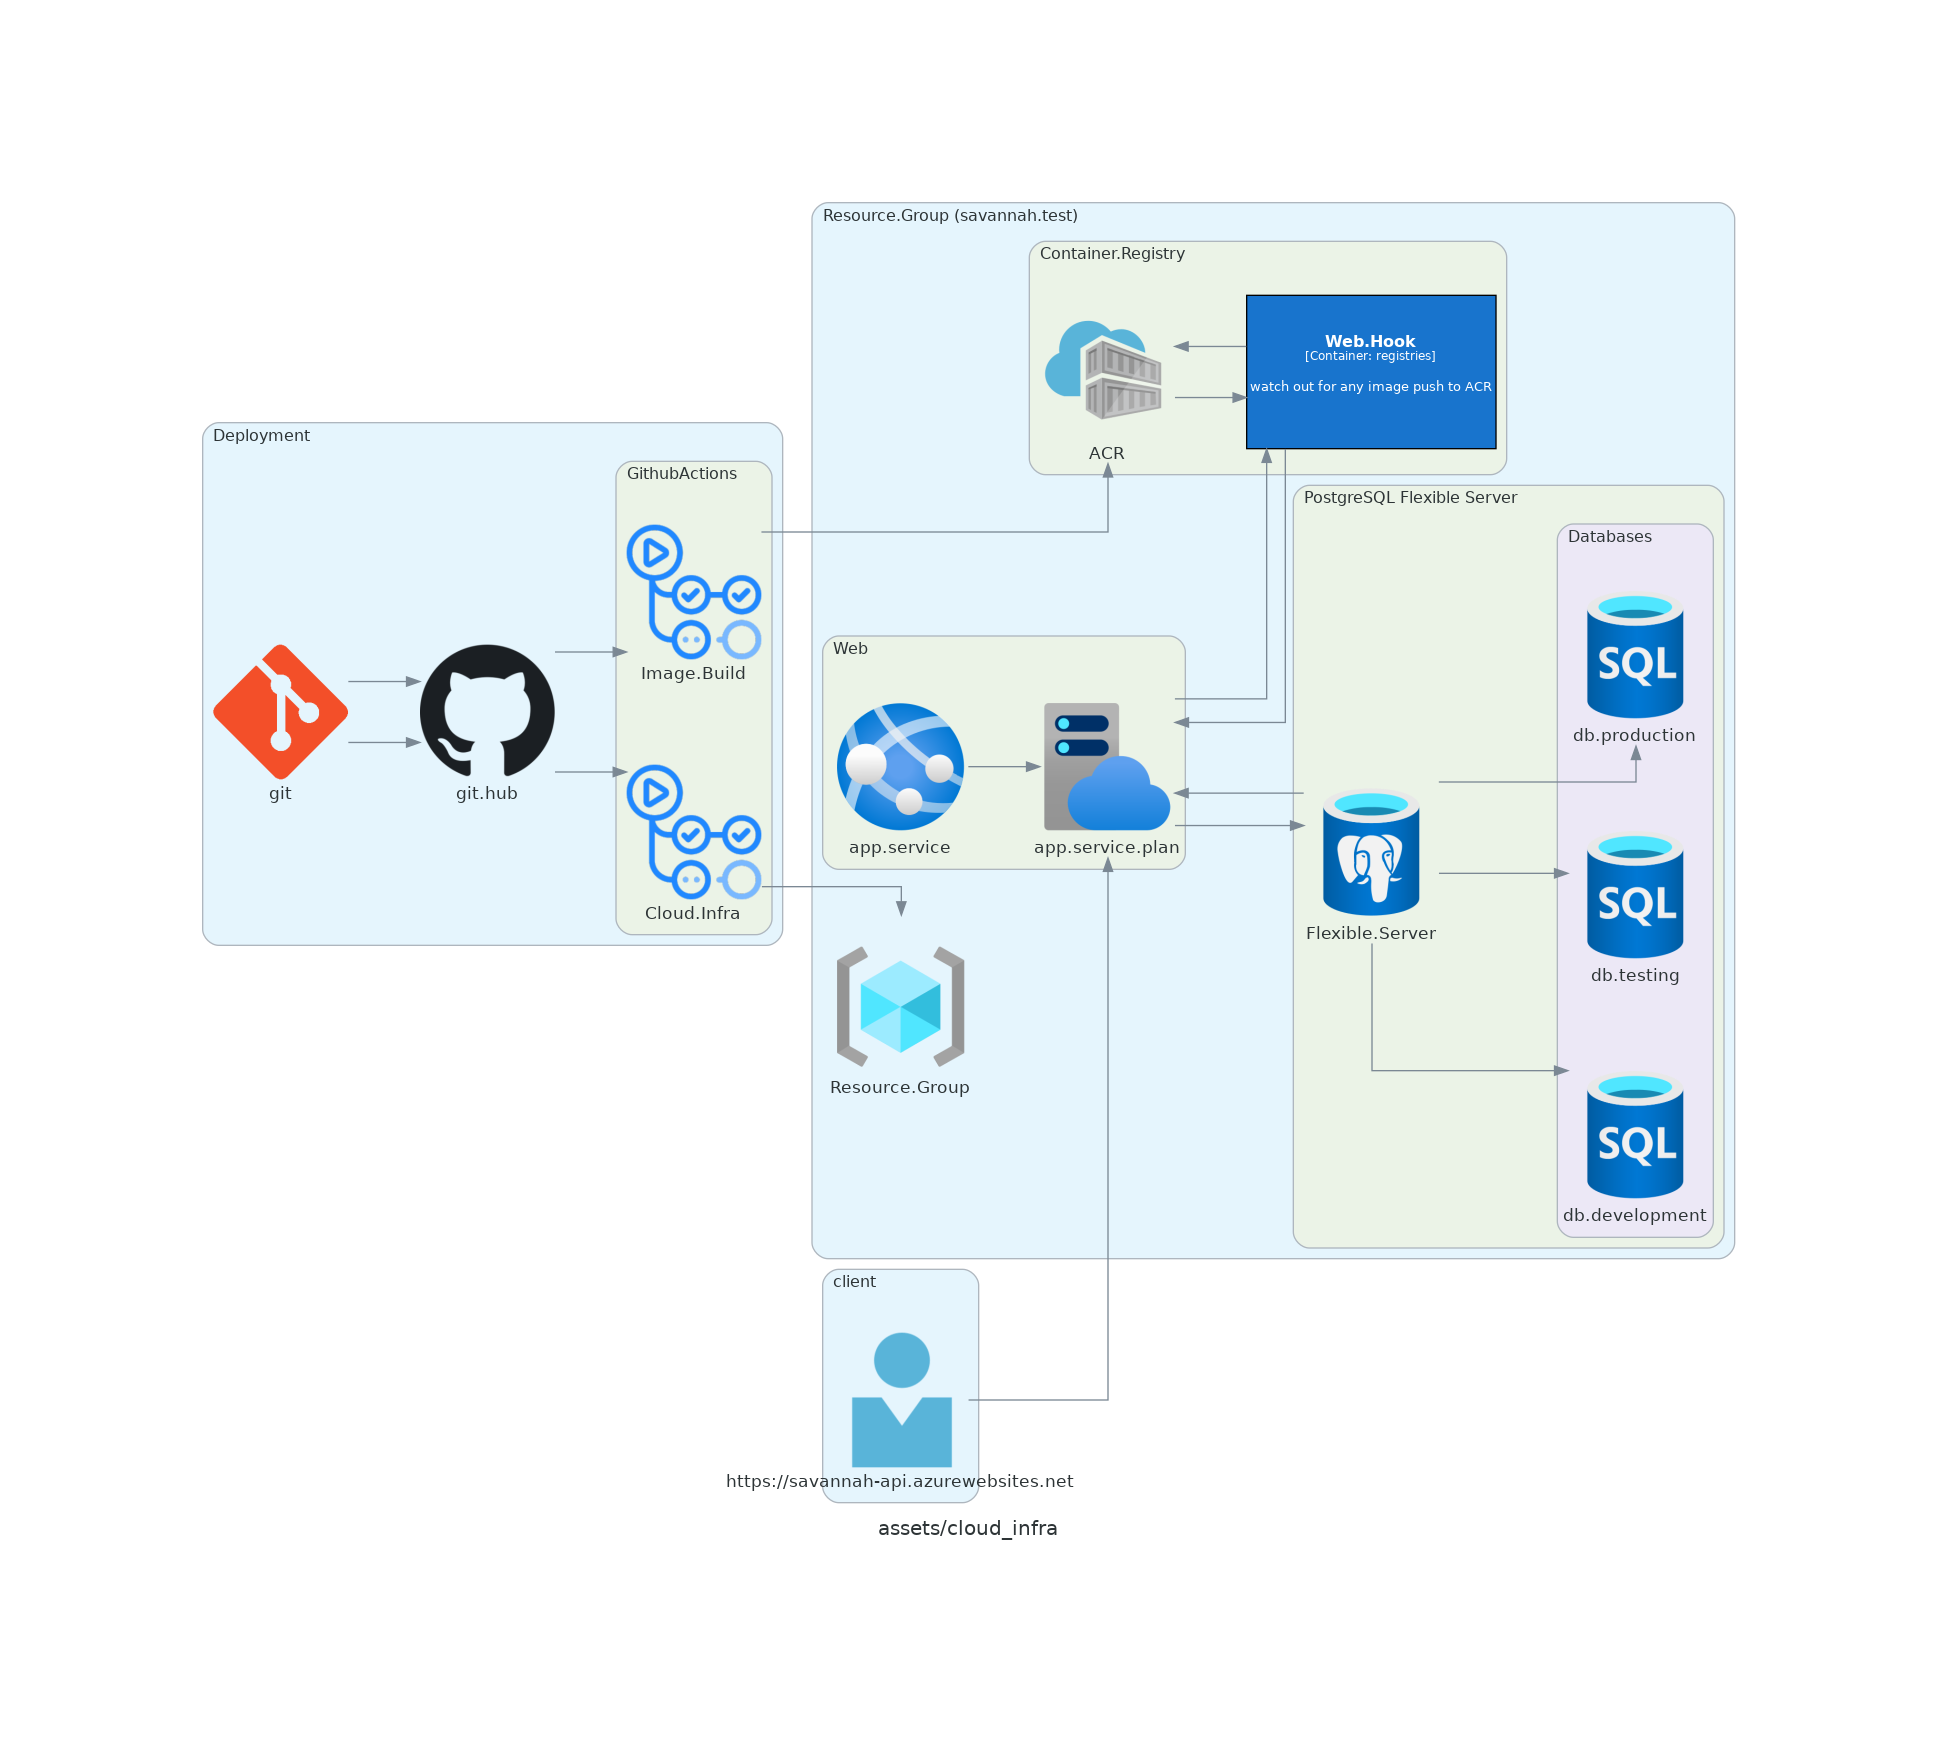 Resource.Group (savannah.test)
Container.Registry
Web.Hook
[Container: registries]
watch out for any image push to ACR
ACR
Deployment
GithubActions
Image.Build
git
git.hub
Cloud.Infra
Web
app.service
app.service.plan
PostgreSQL Flexible Server
Databases
SQL
db.production
Flexible.Server
SQL
db.testing
SQL
db.development
Resource.Group
client
https://savannah-api.azurewebsites.net
assets/cloud_infra